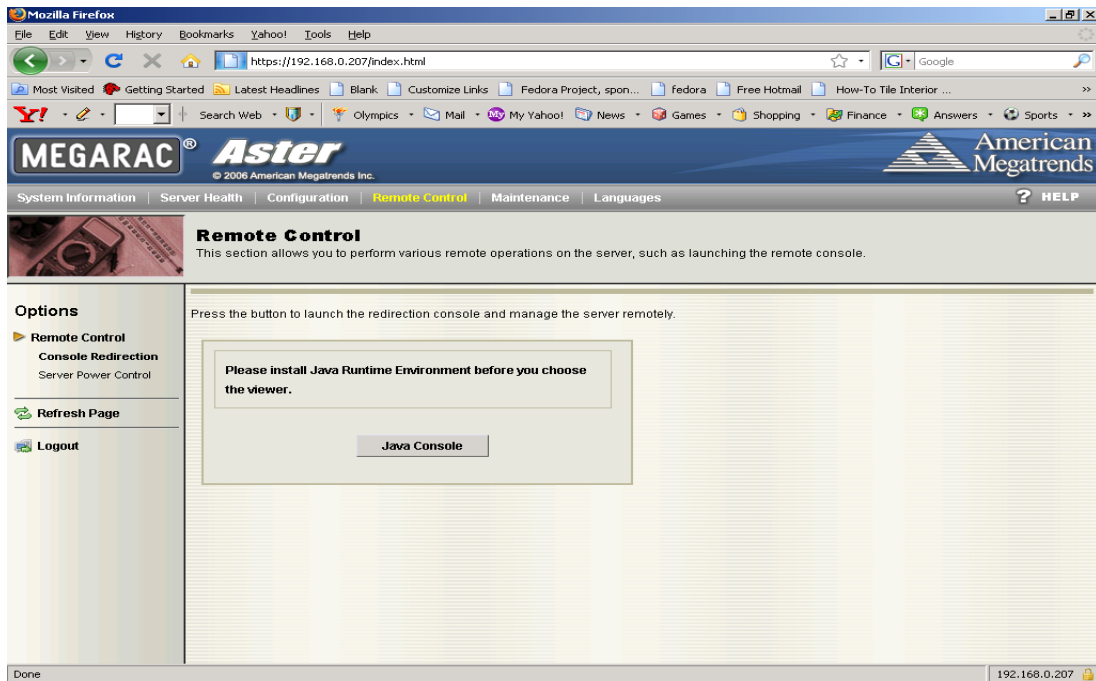 Mozilla Firefox
File Edit View History Bookmarks Yahoo! Tools Help
https://192.168.0.207/index.html
G Google
Most Visited Getting Started Latest Headlines Blank Customize Links Fedora Project, spon... fedora Free Hotmail How-To Tile Interior ... »
Y! Search Web Olympics Mail My Yahoo! News Games Shopping Finance Answers Sports »
MEGARAC® Aster
© 2006 American Megatrends Inc.
American
Megatrends
System Information | Server Health | Configuration | Remote Control | Maintenance | Languages ? HELP
Remote Control
This section allows you to perform various remote operations on the server, such as launching the remote console.
Options
Remote Control
Console Redirection
Server Power Control
Refresh Page
Logout
Press the button to launch the redirection console and manage the server remotely.
Please install Java Runtime Environment before you choose
the viewer.
Java Console
Done 192.168.0.207